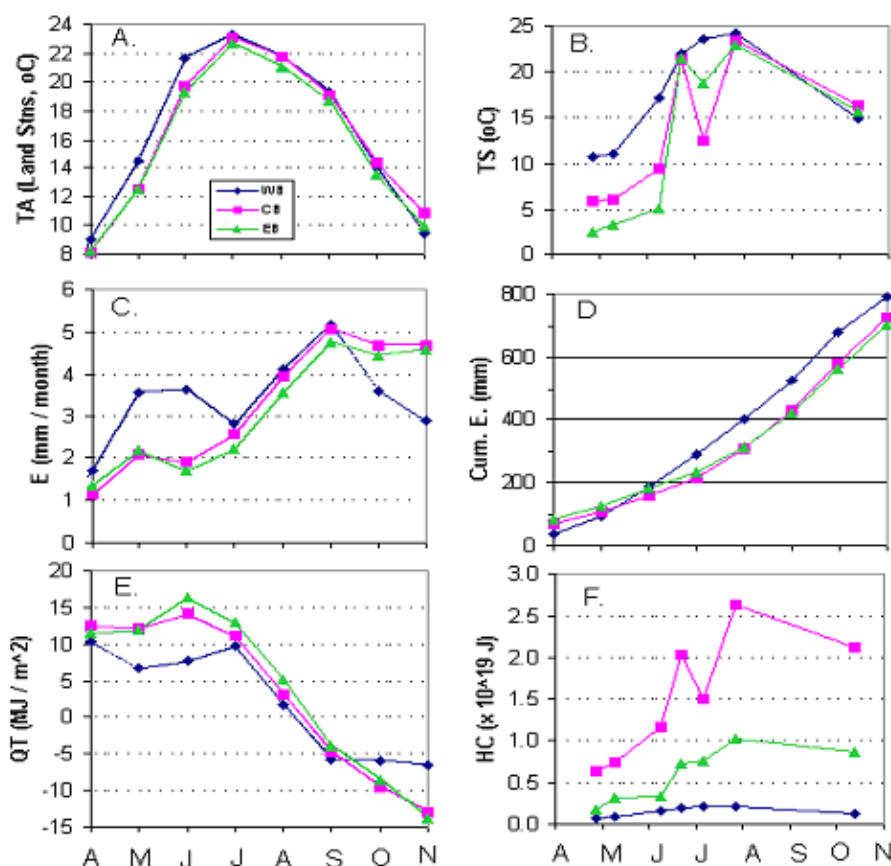 A.
TA (Land Stns, oC)
24
22
20
18
16
14
12
10
8
WB
CB
EB
B.
TS (oC)
25
20
15
10
5
0
C.
E (mm / month)
6
5
4
3
2
1
0
D
Cum. E. (mm)
800
600
400
200
0
E.
QT (MJ / m^2)
20
15
10
5
0
-5
-10
-15
A M J J A S O N
F.
HC (x 10^19 J)
3.0
2.5
2.0
1.5
1.0
0.5
0.0
A M J J A S O N